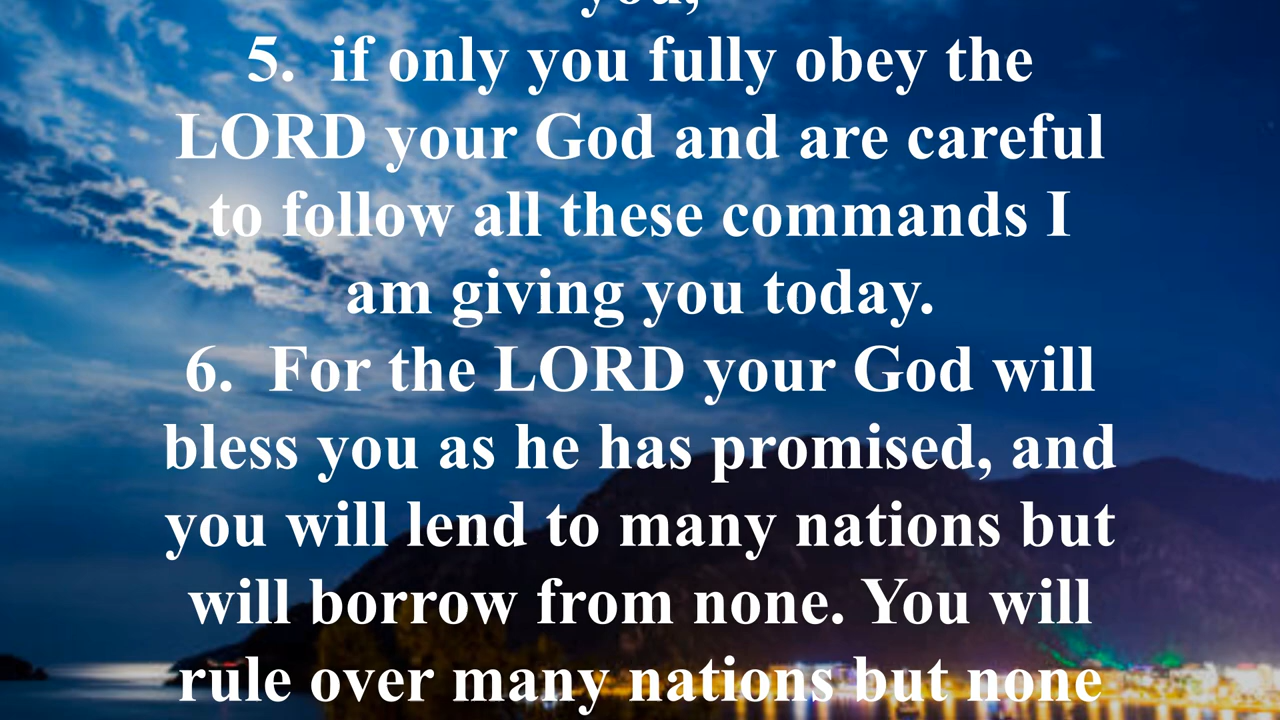 you,
5. if only you fully obey the
LORD your God and are careful
to follow all these commands I
am giving you today.
6. For the LORD your God will
bless you as he has promised, and
you will lend to many nations but
will borrow from none. You will
rule over many nations but none